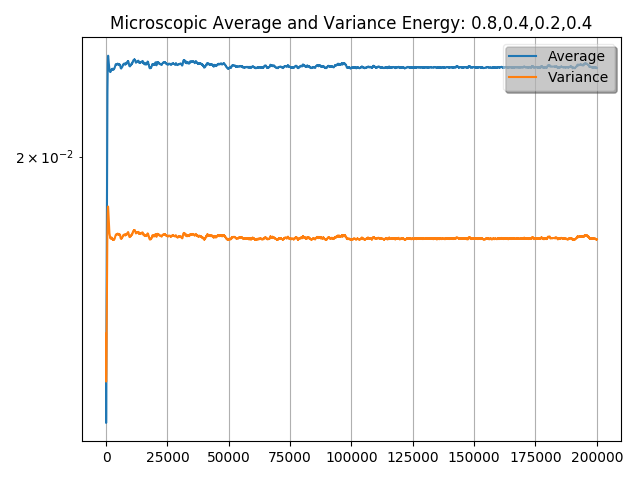 Microscopic Average and Variance Energy: 0.8,0.4,0.2,0.4
Average
Variance
2 × 10⁻²
0 25000 50000 75000 100000 125000 150000 175000 200000